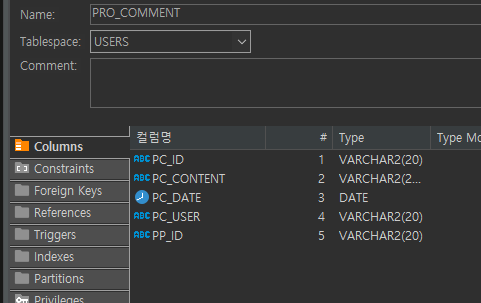 Name: PRO_COMMENT
Tablespace: USERS
Comment:
Columns
Constraints
Foreign Keys
References
Triggers
Indexes
Partitions
Privileges
컬럼명 # Type Type Mo
ABC PC_ID 1 VARCHAR2(20)
ABC PC_CONTENT 2 VARCHAR2(2...
PC_DATE 3 DATE
ABC PC_USER 4 VARCHAR2(20)
ABC PP_ID 5 VARCHAR2(20)